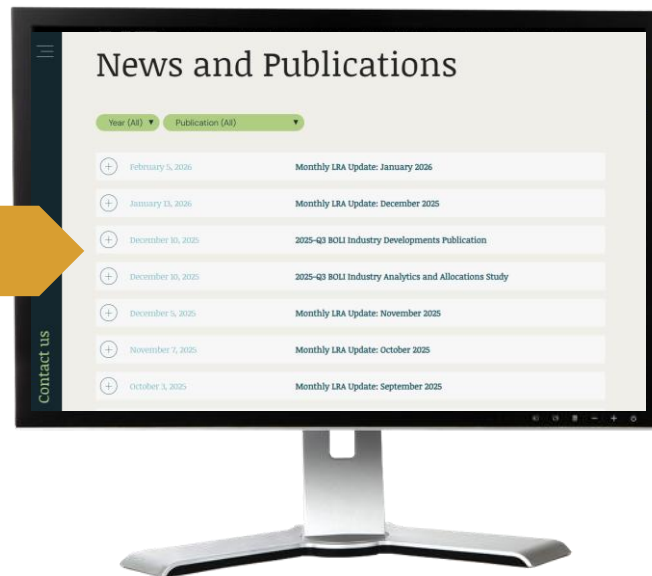 News and Publications
Year (All) ▼ Publication (All) ▼
February 5, 2026 Monthly LRA Update: January 2026
January 13, 2026 Monthly LRA Update: December 2025
December 10, 2025 2025-Q3 BOLI Industry Developments Publication
December 10, 2025 2025-Q3 BOLI Industry Analytics and Allocations Study
December 5, 2025 Monthly LRA Update: November 2025
November 7, 2025 Monthly LRA Update: October 2025
October 3, 2025 Monthly LRA Update: September 2025
Contact us